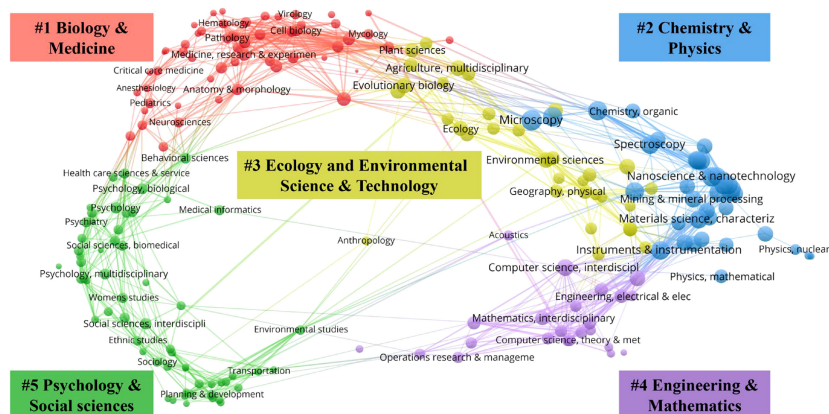 #1 Biology &
Medicine
#2 Chemistry &
Physics
#3 Ecology and Environmental
Science & Technology
#4 Engineering &
Mathematics
#5 Psychology &
Social sciences
Hematology
Virology
Pathology
Cell biology
Mycology
Medicine, research & experimen
Plant sciences
Critical care medicine
Agriculture, multidisciplinary
Anesthesiology
Anatomy & morphology
Evolutionary biology
Pediatrics
Neurosciences
Microscopy
Chemistry, organic
Ecology
Spectroscopy
Behavioral sciences
Environmental sciences
Health care sciences & service
Psychology, biological
Geography, physical
Nanoscience & nanotechnology
Mining & mineral processing
Psychology
Medical informatics
Psychiatry
Materials science, characteriz
Social sciences, biomedical
Anthropology
Acoustics
Instruments & instrumentation
Physics, nuclear
Psychology, multidisciplinary
Computer science, interdiscipl
Physics, mathematical
Womens studies
Engineering, electrical & elec
Social sciences, interdiscipli
Mathematics, interdisciplinary
Environmental studies
Ethnic studies
Computer science, theory & met
Sociology
Operations research & manageme
Transportation
Planning & development